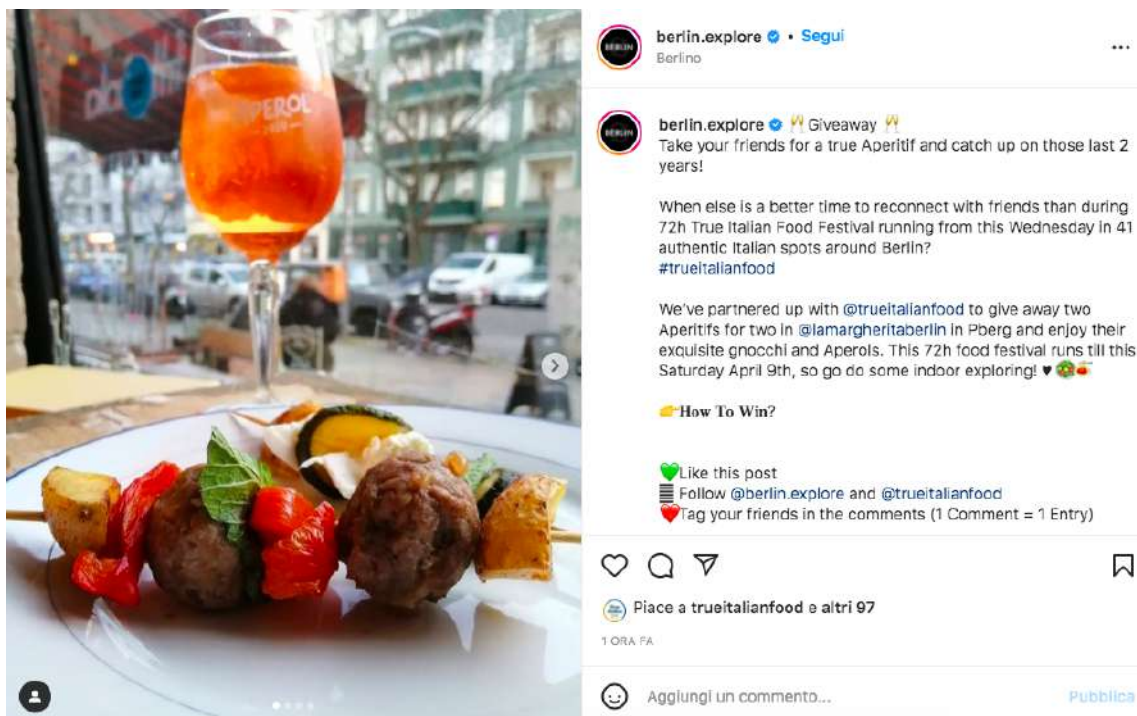 berlin.explore • Segui
Berlino
berlin.explore 🥂Giveaway 🥂
Take your friends for a true Aperitif and catch up on those last 2
years!
When else is a better time to reconnect with friends than during
72h True Italian Food Festival running from this Wednesday in 41
authentic Italian spots around Berlin?
#trueitalianfood
We've partnered up with @trueitalianfood to give away two
Aperitifs for two in @lamargheritaberlin in Pberg and enjoy their
exquisite gnocchi and Aperols. This 72h food festival runs till this
Saturday April 9th, so go do some indoor exploring! ♥ 🥗🍝
👉How To Win?
💚Like this post
Follow @berlin.explore and @trueitalianfood
❤️Tag your friends in the comments (1 Comment = 1 Entry)
Piace a trueitalianfood e altri 97
1 ORA FA
Aggiungi un commento...
Pubblica
APEROL
BERLIN
BERLIN